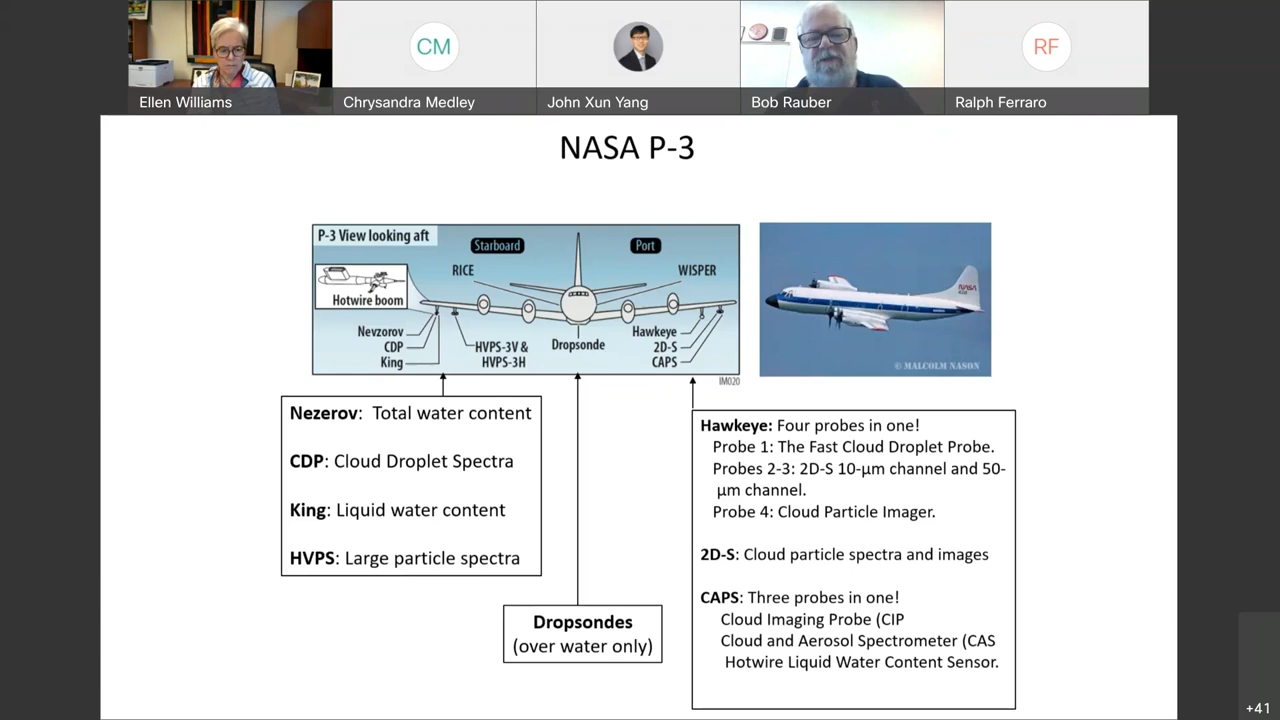 CM
RF
Ellen Williams
Chrysandra Medley
John Xun Yang
Bob Rauber
Ralph Ferraro
NASA P-3
P-3 View looking aft
Starboard
Port
RICE
WISPER
Hotwire boom
Nevzorov
CDP
King
HVPS-3V &
HVPS-3H
Dropsonde
Hawkeye
2D-S
CAPS
IM020
NASA
© MALCOLM NASON
Nezerov: Total water content
CDP: Cloud Droplet Spectra
King: Liquid water content
HVPS: Large particle spectra
Dropsondes
(over water only)
Hawkeye: Four probes in one!
Probe 1: The Fast Cloud Droplet Probe.
Probes 2-3: 2D-S 10-µm channel and 50-
µm channel.
Probe 4: Cloud Particle Imager.
2D-S: Cloud particle spectra and images
CAPS: Three probes in one!
Cloud Imaging Probe (CIP
Cloud and Aerosol Spectrometer (CAS
Hotwire Liquid Water Content Sensor.
+41